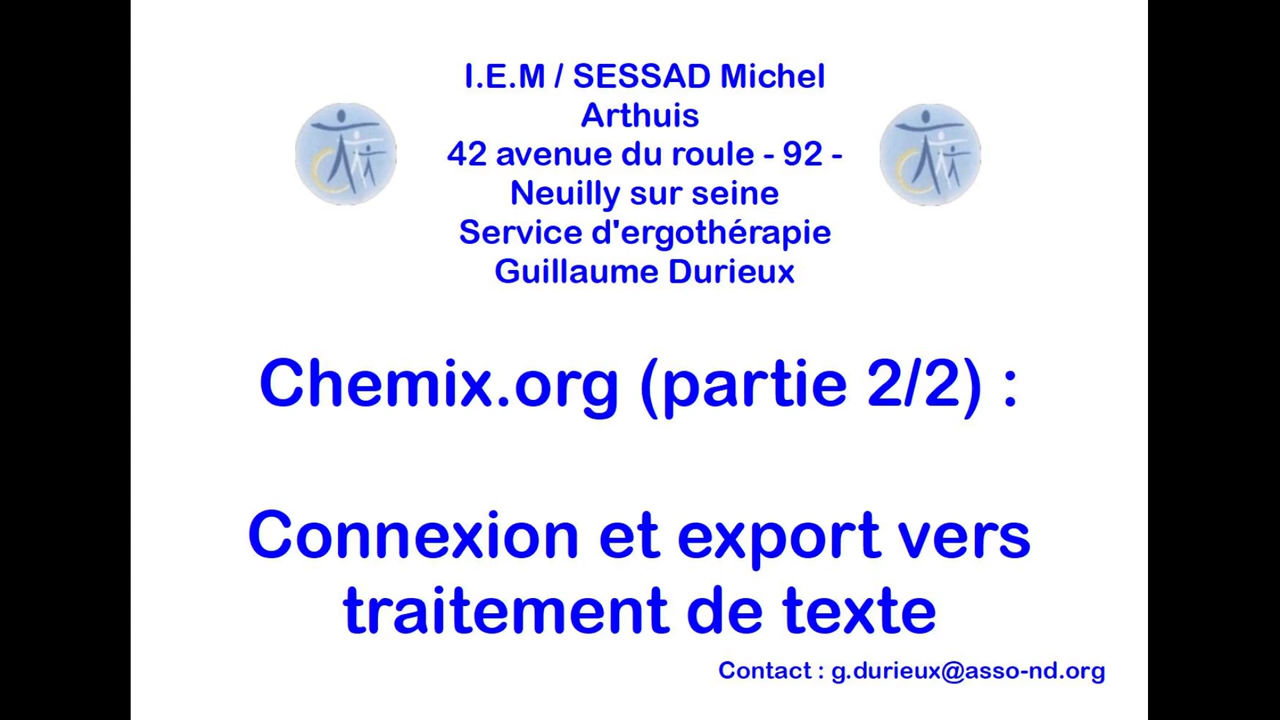 I.E.M / SESSAD Michel
Arthuis
42 avenue du roule - 92 -
Neuilly sur seine
Service d'ergothérapie
Guillaume Durieux
Chemix.org (partie 2/2) :
Connexion et export vers
traitement de texte
Contact : g.durieux@asso-nd.org